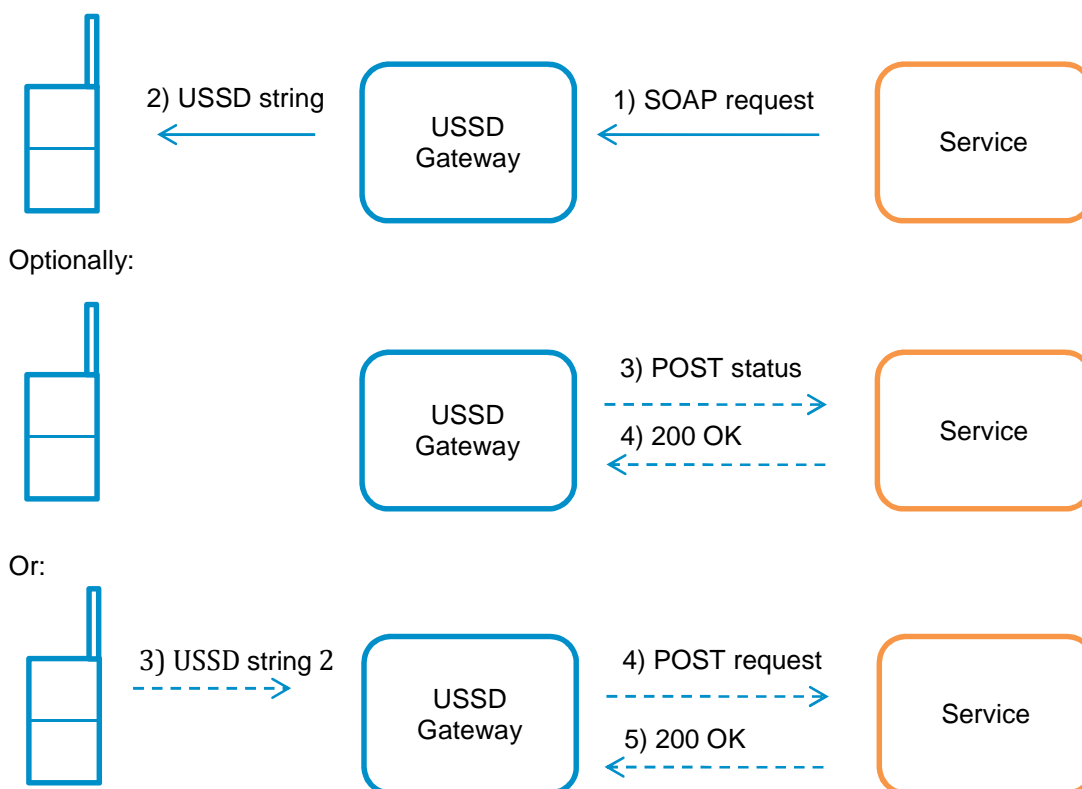 2) USSD string
USSD
Gateway
1) SOAP request
Service
Optionally:
USSD
Gateway
3) POST status
4) 200 OK
Service
Or:
3) USSD string 2
USSD
Gateway
4) POST request
5) 200 OK
Service